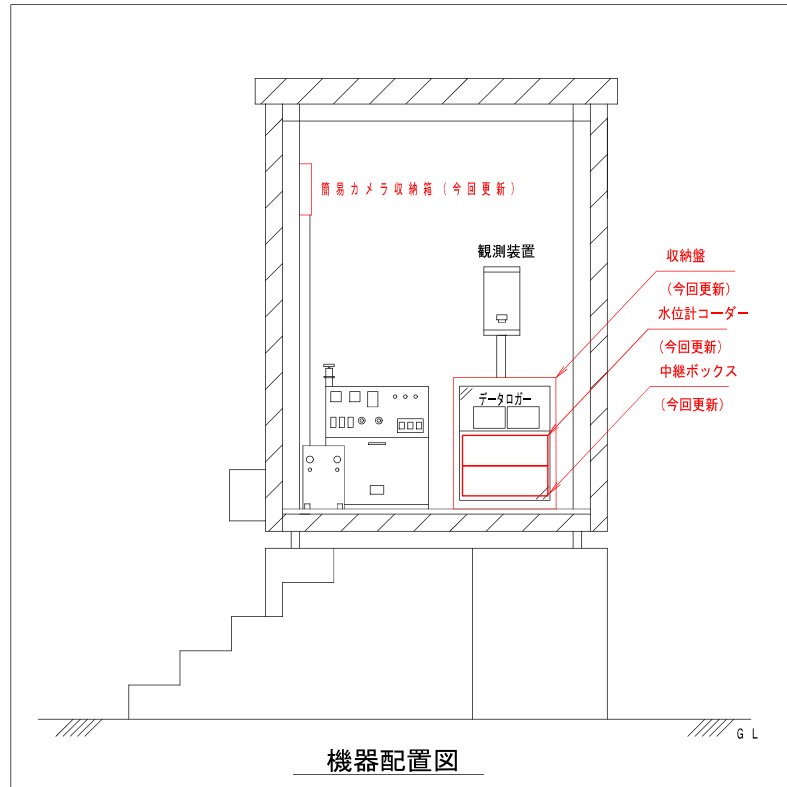 簡易カメラ収納箱(今回更新)
観測装置
収納盤
(今回更新)
水位計コーダー
(今回更新)
中継ボックス
(今回更新)
データロガー
GL
機器配置図